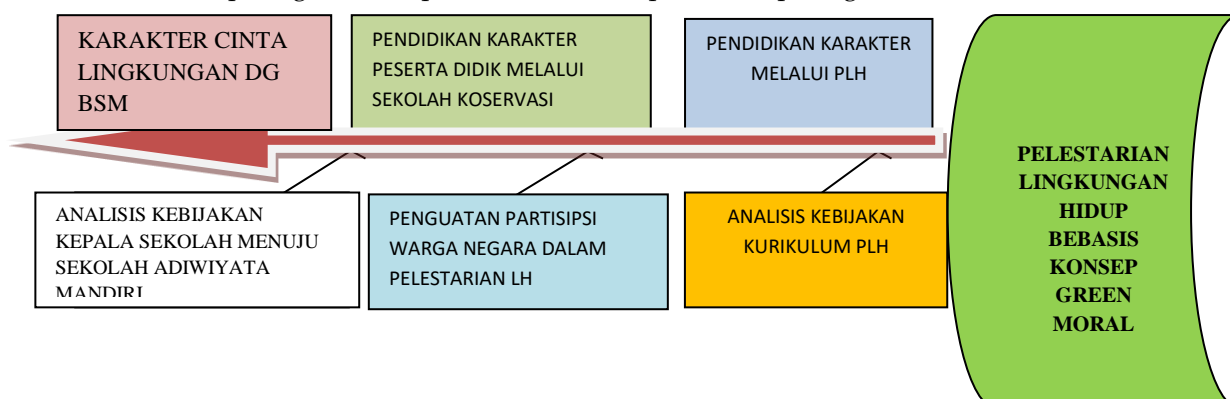 KARAKTER CINTA
LINGKUNGAN DG
BSM
PENDIDIKAN KARAKTER
PESERTA DIDIK MELALUI
SEKOLAH KOSERVASI
PENDIDIKAN KARAKTER
MELALUI PLH
ANALISIS KEBIJAKAN
KEPALA SEKOLAH MENUJU
SEKOLAH ADIWIYATA
MANDIRI
PENGUATAN PARTISIPSI
WARGA NEGARA DALAM
PELESTARIAN LH
ANALISIS KEBIJAKAN
KURIKULUM PLH
PELESTARIAN
LINGKUNGAN
HIDUP
BEBASIS
KONSEP
GREEN
MORAL